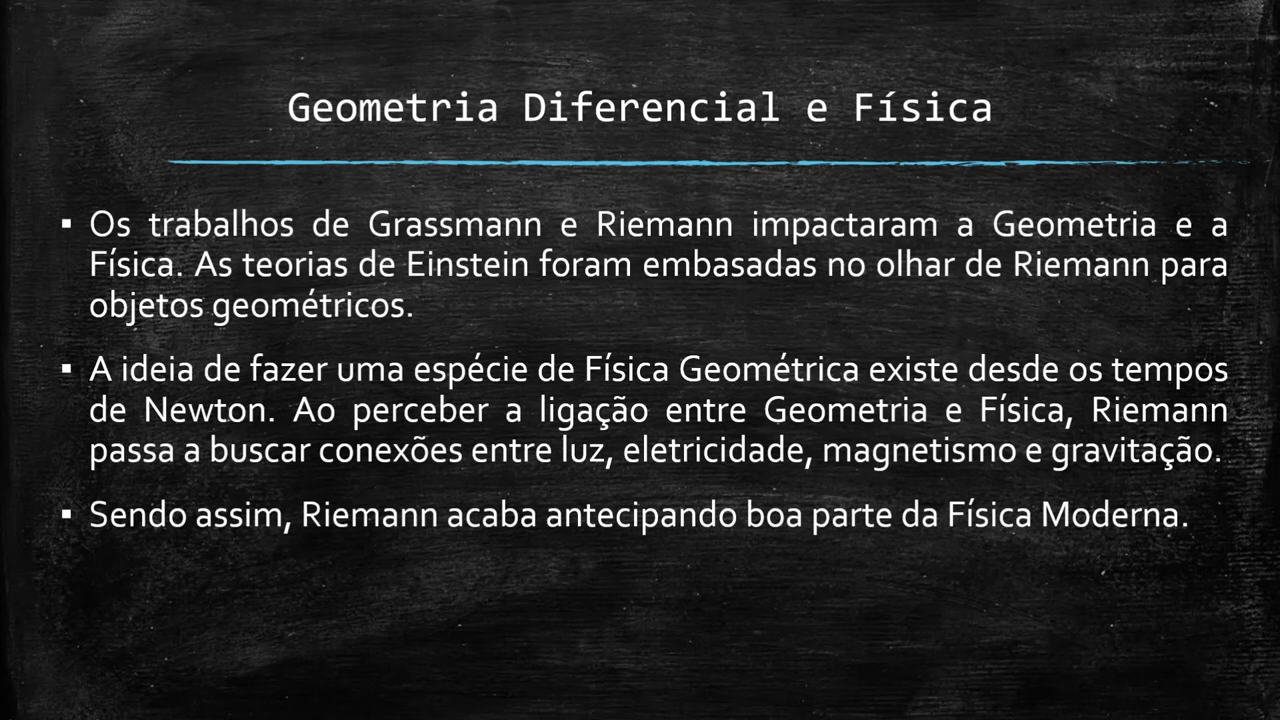 Geometria Diferencial e Física
▪ Os trabalhos de Grassmann e Riemann impactaram a Geometria e a
Física. As teorias de Einstein foram embasadas no olhar de Riemann para
objetos geométricos.
▪ A ideia de fazer uma espécie de Física Geométrica existe desde os tempos
de Newton. Ao perceber a ligação entre Geometria e Física, Riemann
passa a buscar conexões entre luz, eletricidade, magnetismo e gravitação.
▪ Sendo assim, Riemann acaba antecipando boa parte da Física Moderna.